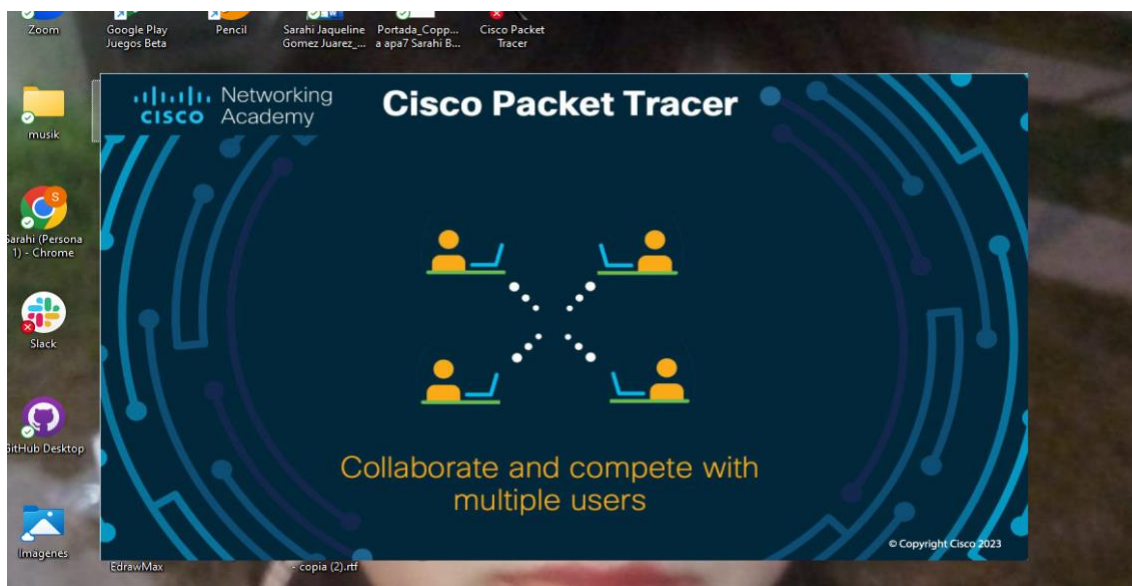 Zoom
Google Play
Juegos Beta
Pencil
Sarahi Jaqueline
Gomez Juarez_...
Portada_Copp...
a apa7 Sarahi B...
Cisco Packet
Tracer
CISCO
Networking
Academy
Cisco Packet Tracer
musik
S
Sarahi (Persona
1) - Chrome
Slack
GitHub Desktop
Imagenes
Collaborate and compete with
multiple users
© Copyright Cisco 2023
EdrawMax
- copia (2).rtf